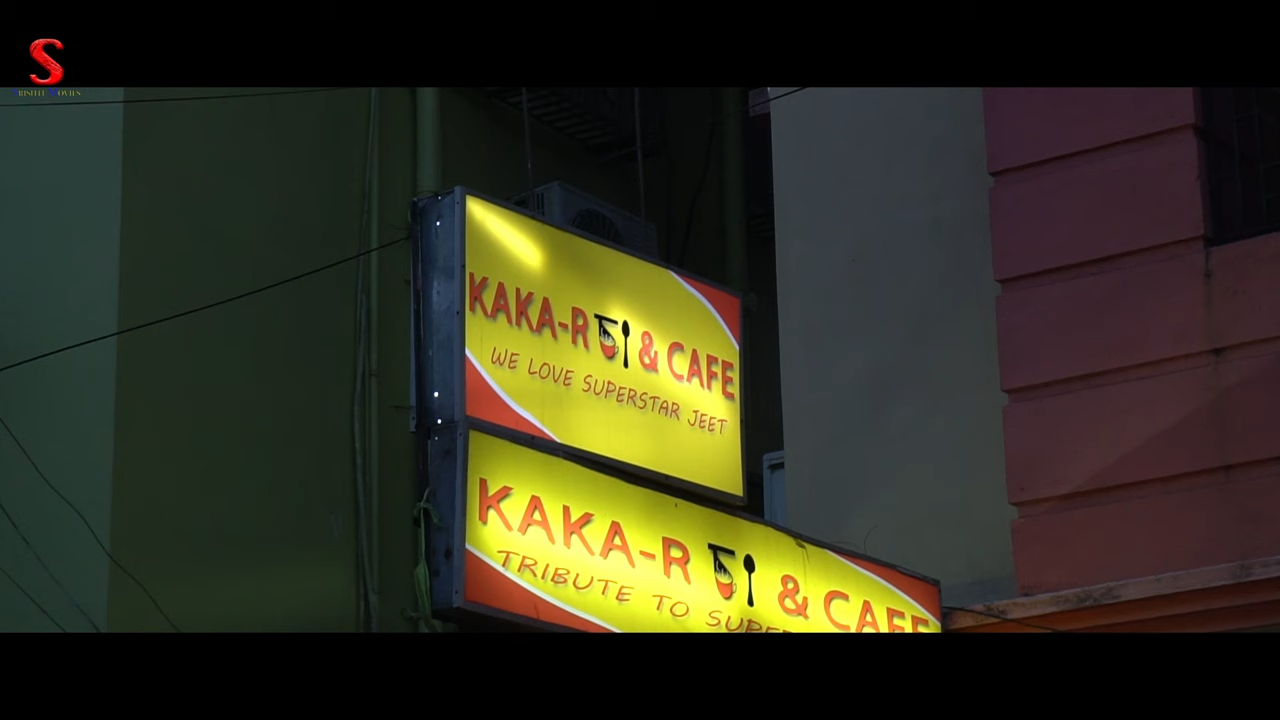 S
KAKA-R চা & CAFE
WE LOVE SUPERSTAR JEET
KAKA-R চা & CAFE
TRIBUTE TO